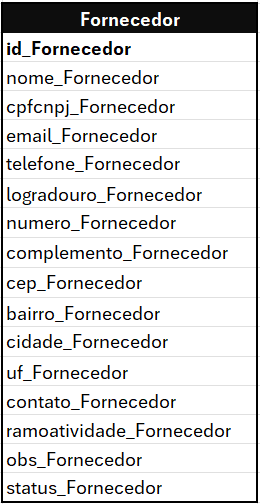 Fornecedor
id_Fornecedor
nome_Fornecedor
cpfcnpj_Fornecedor
email_Fornecedor
telefone_Fornecedor
logradouro_Fornecedor
numero_Fornecedor
complemento_Fornecedor
cep_Fornecedor
bairro_Fornecedor
cidade_Fornecedor
uf_Fornecedor
contato_Fornecedor
ramoatividade_Fornecedor
obs_Fornecedor
status_Fornecedor